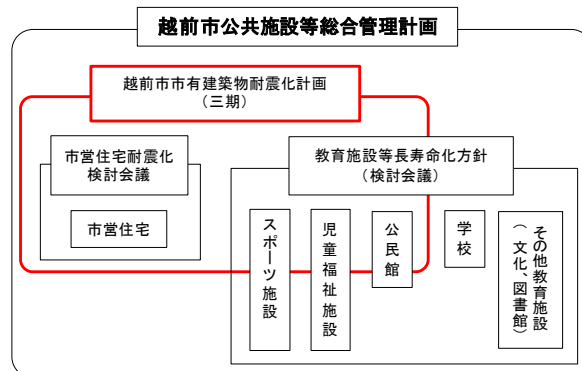 越前市公共施設等総合管理計画
越前市市有建築物耐震化計画
（三期）
市営住宅耐震化
検討会議
市営住宅
教育施設等長寿命化方針
（検討会議）
スポーツ施設
児童福祉施設
公民館
学校
その他教育施設
（文化、図書館）